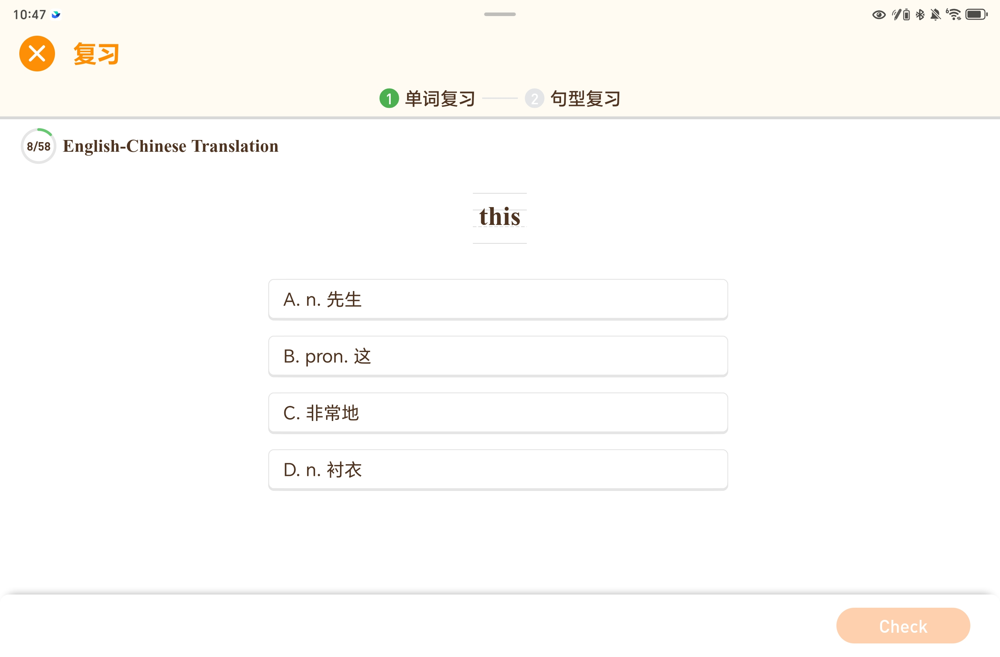 10:47
复习
1 单词复习 2 句型复习
8/58 English-Chinese Translation
this
A. n. 先生
B. pron. 这
C. 非常地
D. n. 衬衣
Check